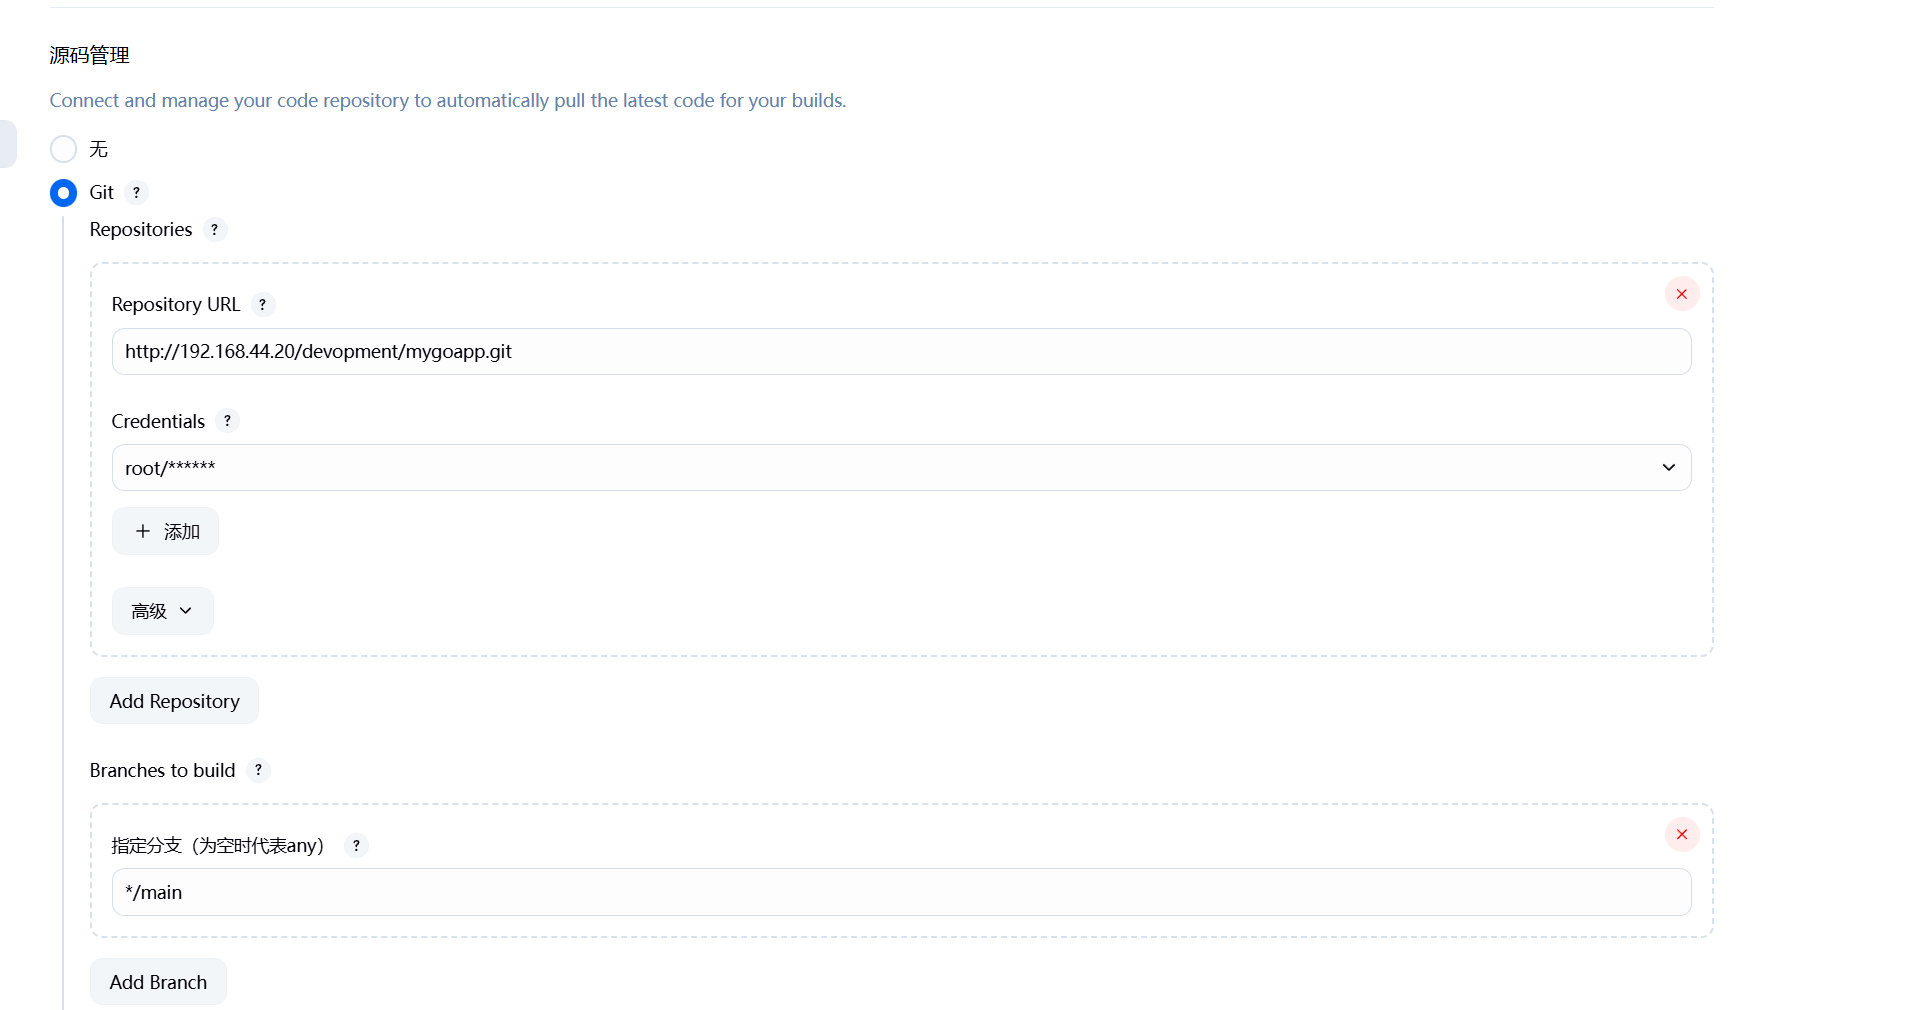 源码管理
Connect and manage your code repository to automatically pull the latest code for your builds.
无
Git ?
Repositories ?
Repository URL ?
http://192.168.44.20/devopment/mygoapp.git
Credentials ?
root/******
添加
高级
Add Repository
Branches to build ?
指定分支（为空时代表any） ?
*/main
Add Branch